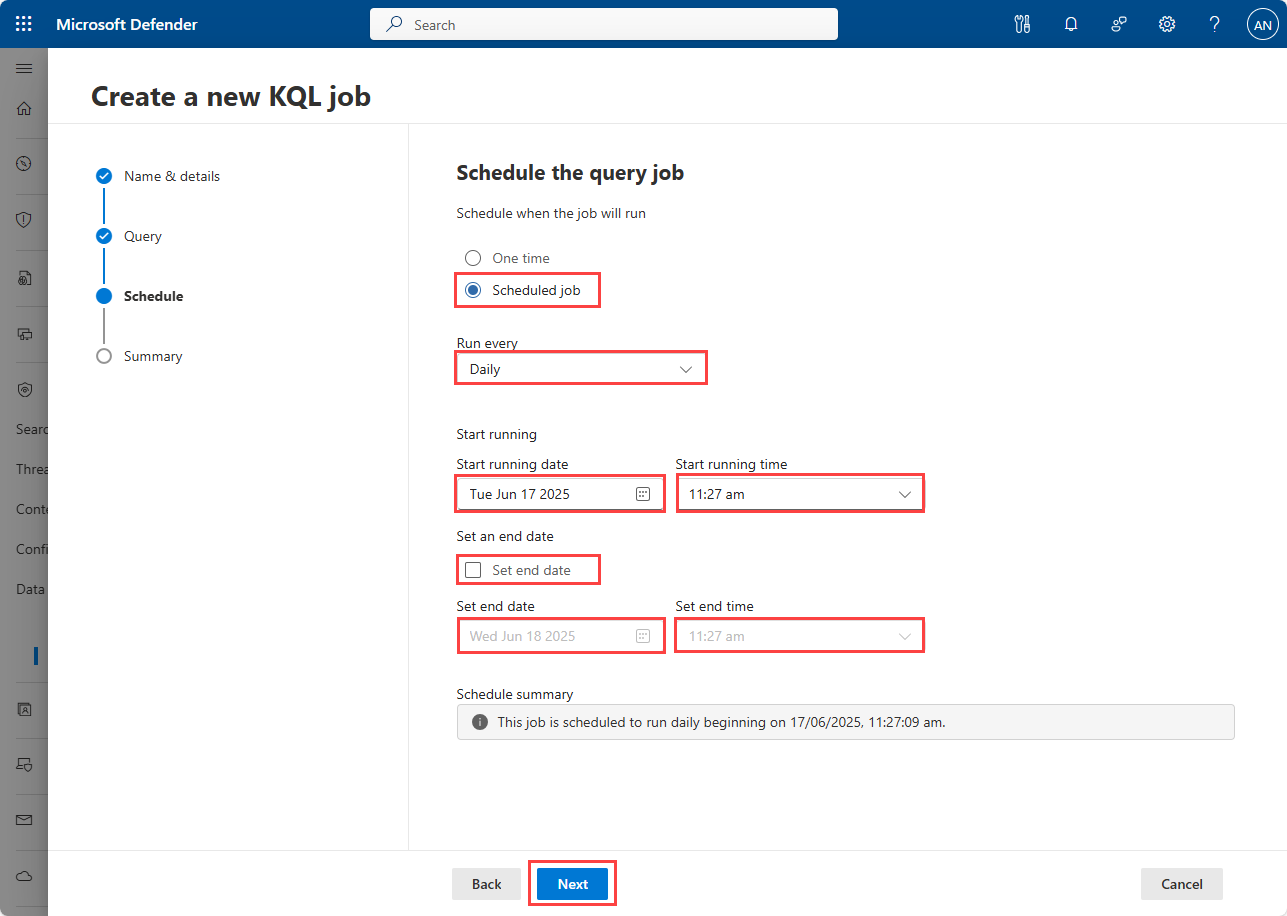 Microsoft Defender
Search
AN
Create a new KQL job
Name & details
Query
Schedule
Summary
Searc
Threa
Conte
Confi
Data
Schedule the query job
Schedule when the job will run
One time
Scheduled job
Run every
Daily
Start running
Start running date
Start running time
Tue Jun 17 2025
11:27 am
Set an end date
Set end date
Set end date
Set end time
Wed Jun 18 2025
11:27 am
Schedule summary
This job is scheduled to run daily beginning on 17/06/2025, 11:27:09 am.
Back
Next
Cancel